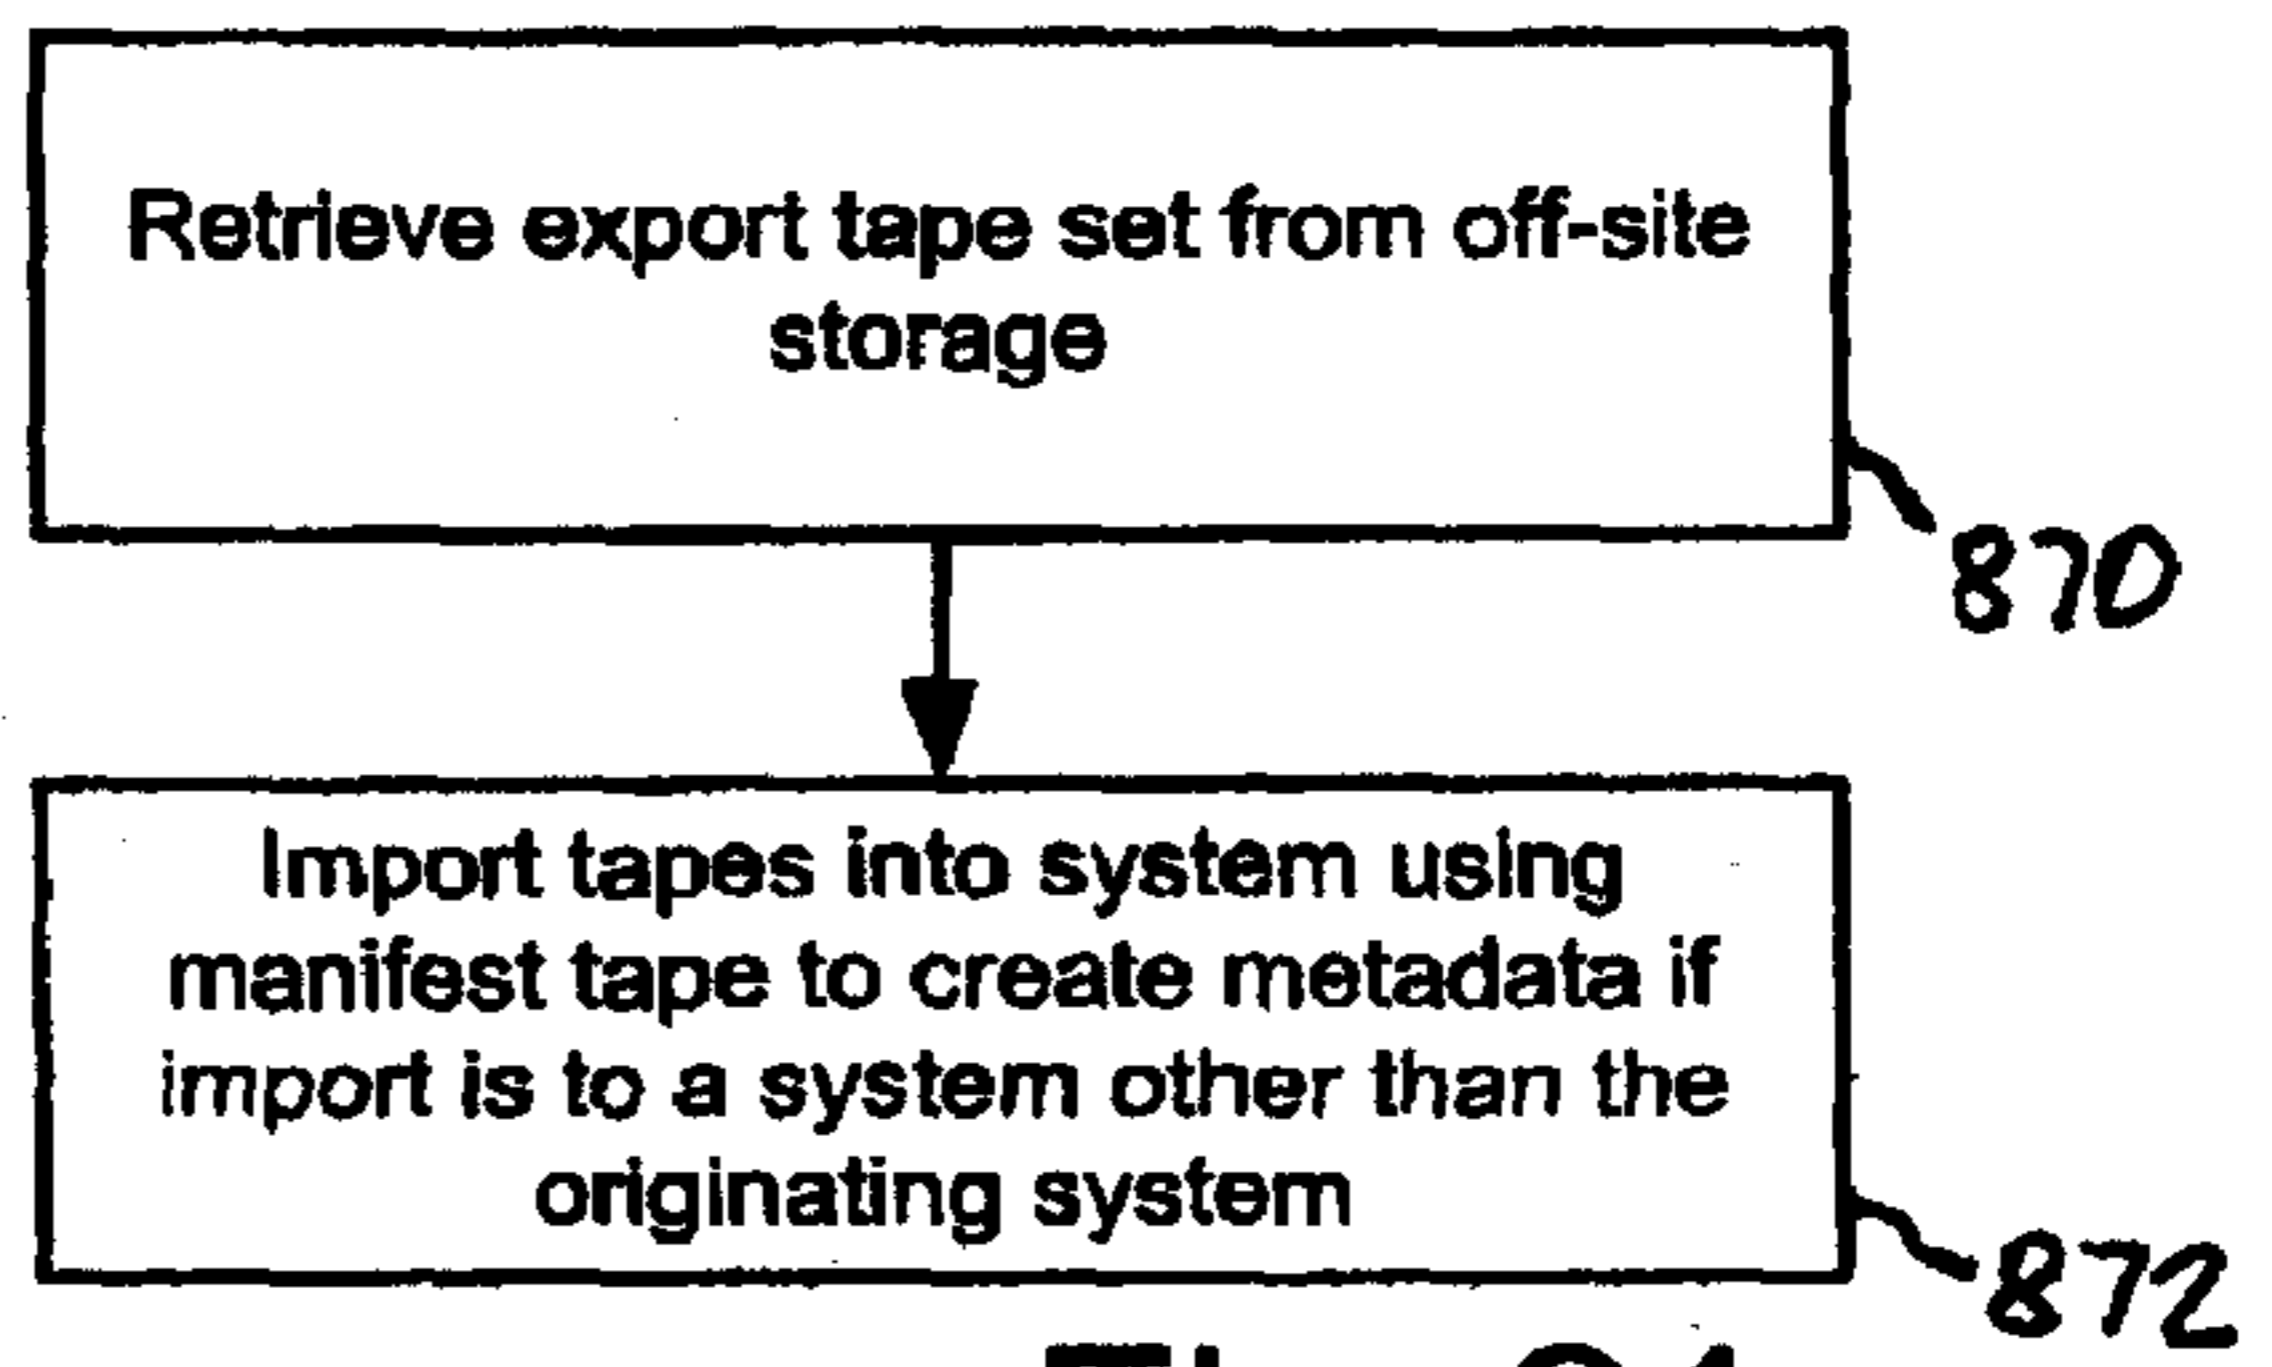 Retrieve export tape set from off-site
storage
870
Import tapes into system using
manifest tape to create metadata if
import is to a system other than the
originating system
872